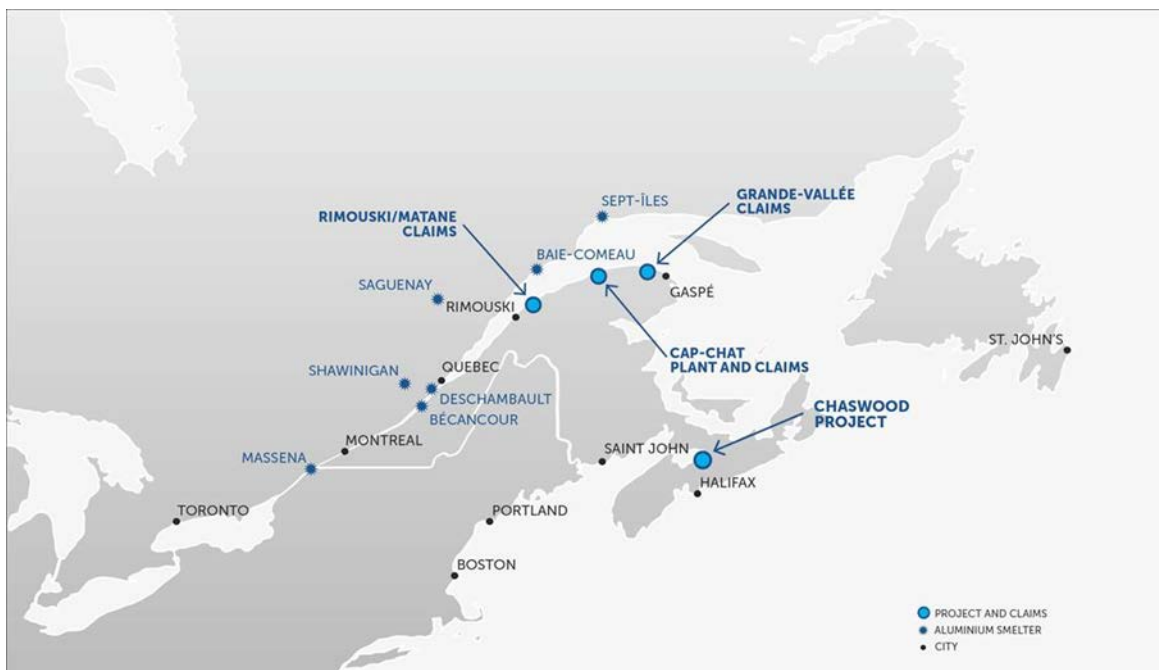 SEPT-ÎLES
GRANDE-VALLÉE
CLAIMS
RIMOUSKI/MATANE
CLAIMS
BAIE-COMEAU
SAGUENAY
RIMOUSKI
GASPÉ
ST. JOHN'S
CAP-CHAT
PLANT AND CLAIMS
SHAWINIGAN
QUEBEC
DESCHAMBAULT
BÉCANCOUR
CHASWOOD
PROJECT
MONTREAL
SAINT JOHN
MASSENA
HALIFAX
TORONTO
PORTLAND
BOSTON
PROJECT AND CLAIMS
ALUMINIUM SMELTER
CITY